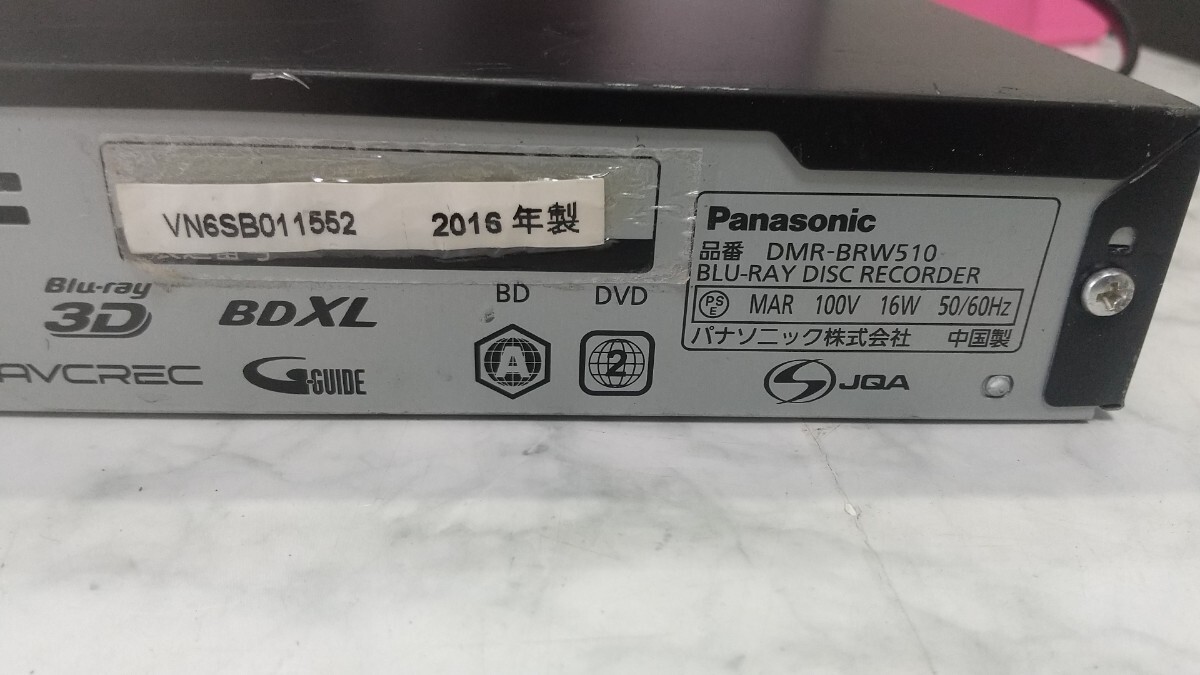 VN6SB011552 2016 年製
Blu-ray 3D
BDXL
BD
DVD
A
2
AVCREC
G-GUIDE
Panasonic
品番 DMR-BRW510
BLU-RAY DISC RECORDER
PSE MAR 100V 16W 50/60Hz
パナソニック株式会社 中国製
JQA